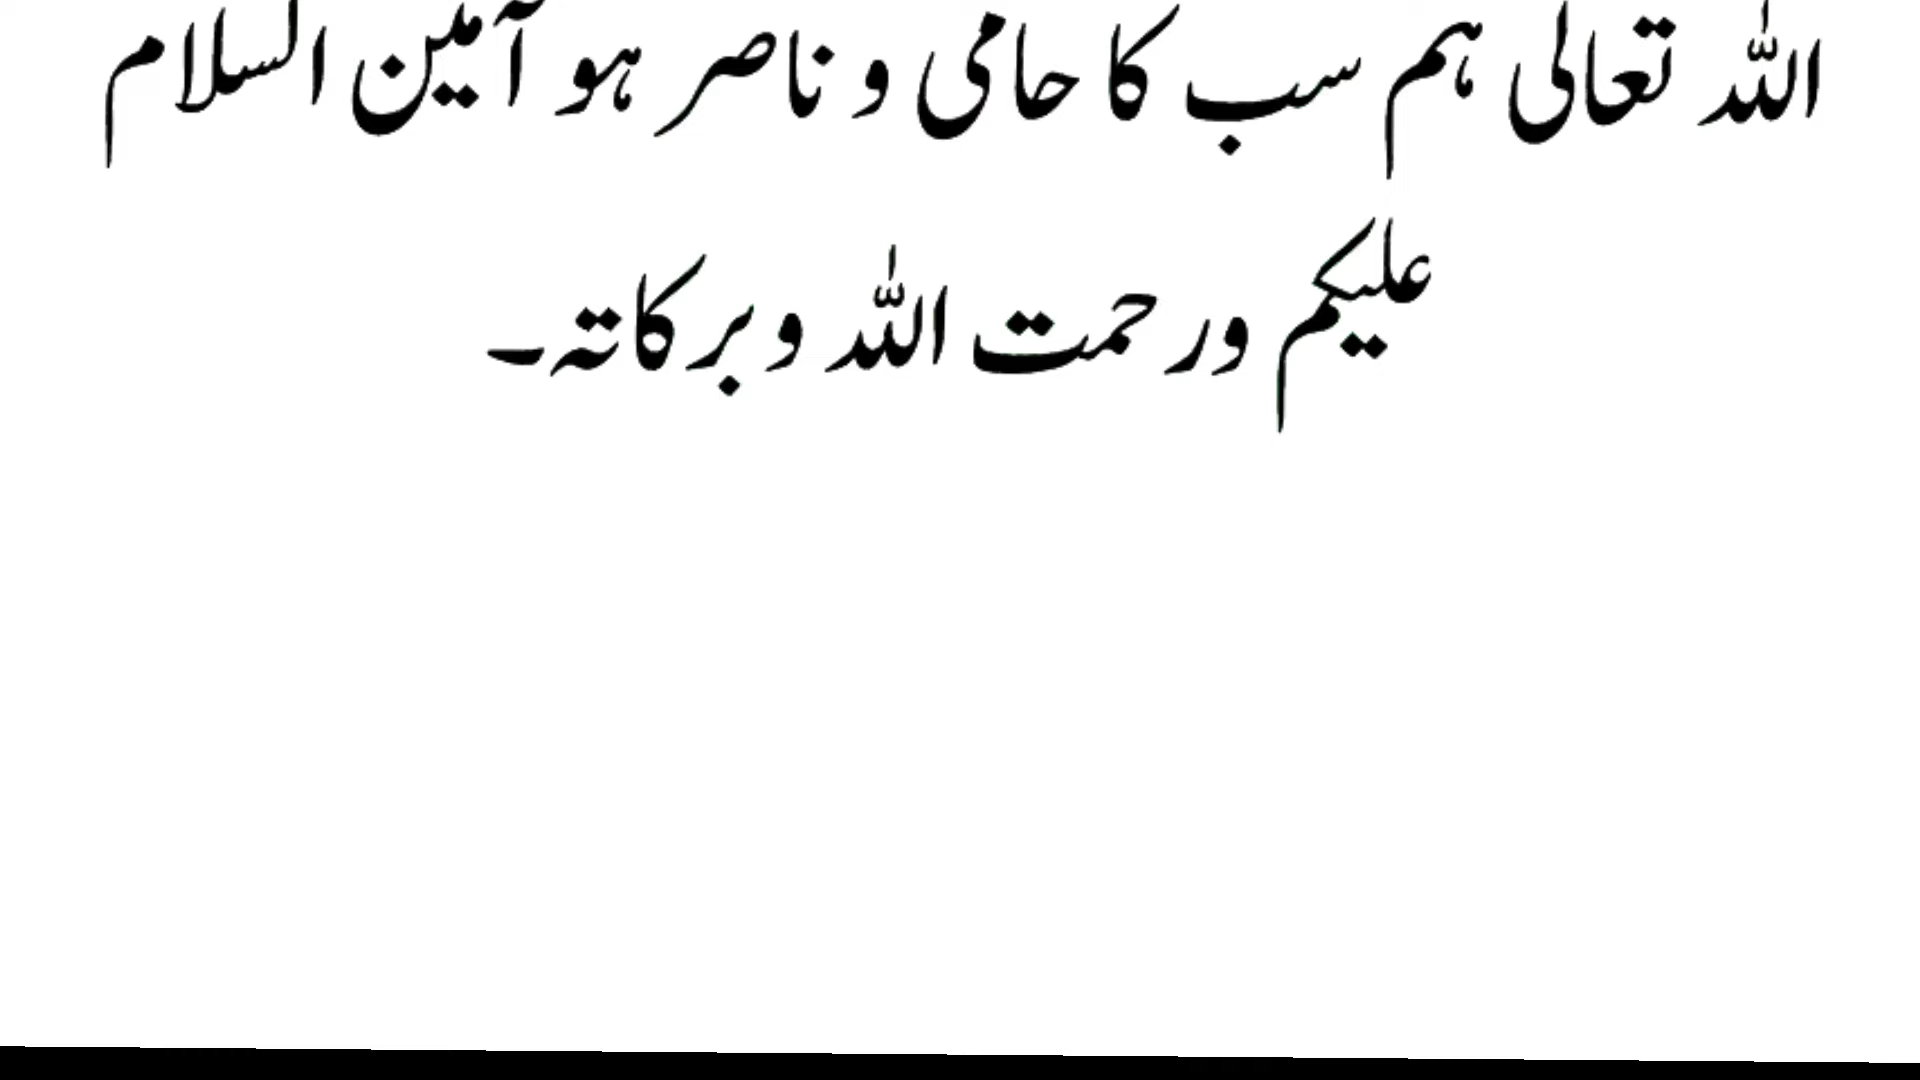 اللہ تعالی ہم سب کا حامی و ناصر ہو آمین السلام
علیکم ورحمت اللہ وبرکاتہ۔